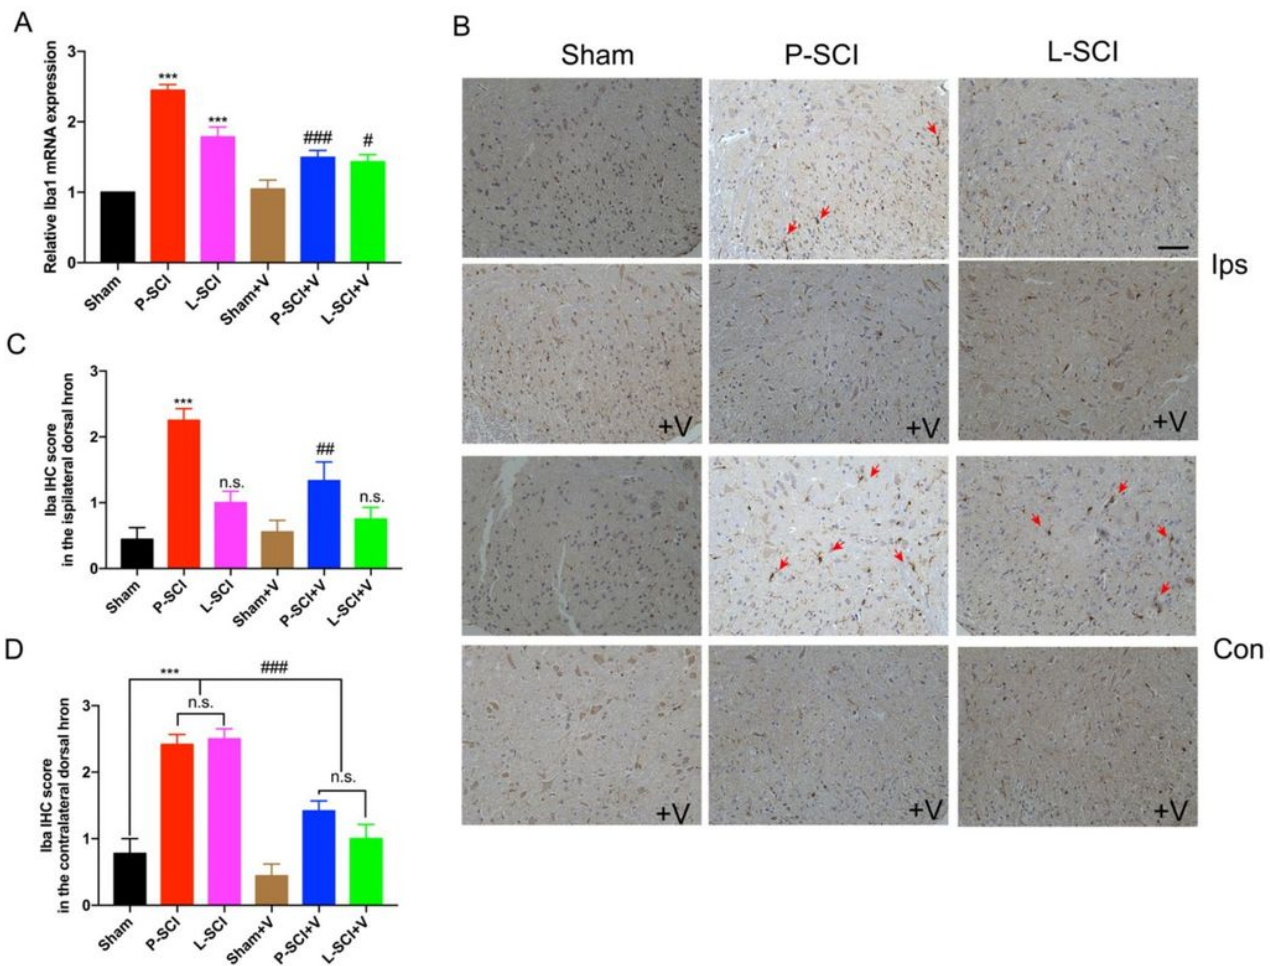 A
Relative Iba1 mRNA expression
3
2
1
0
***
***
###
#
Sham
P-SCI
L-SCI
Sham+V
P-SCI+V
L-SCI+V
B
Sham
P-SCI
L-SCI
Ips
+V
+V
+V
Con
+V
+V
+V
C
Iba IHC score
in the ispilateral dorsal hron
3
2
1
0
***
n.s.
##
n.s.
Sham
P-SCI
L-SCI
Sham+V
P-SCI+V
L-SCI+V
D
Iba IHC score
in the contralateral dorsal hron
3
2
1
0
***
###
n.s.
n.s.
Sham
P-SCI
L-SCI
Sham+V
P-SCI+V
L-SCI+V